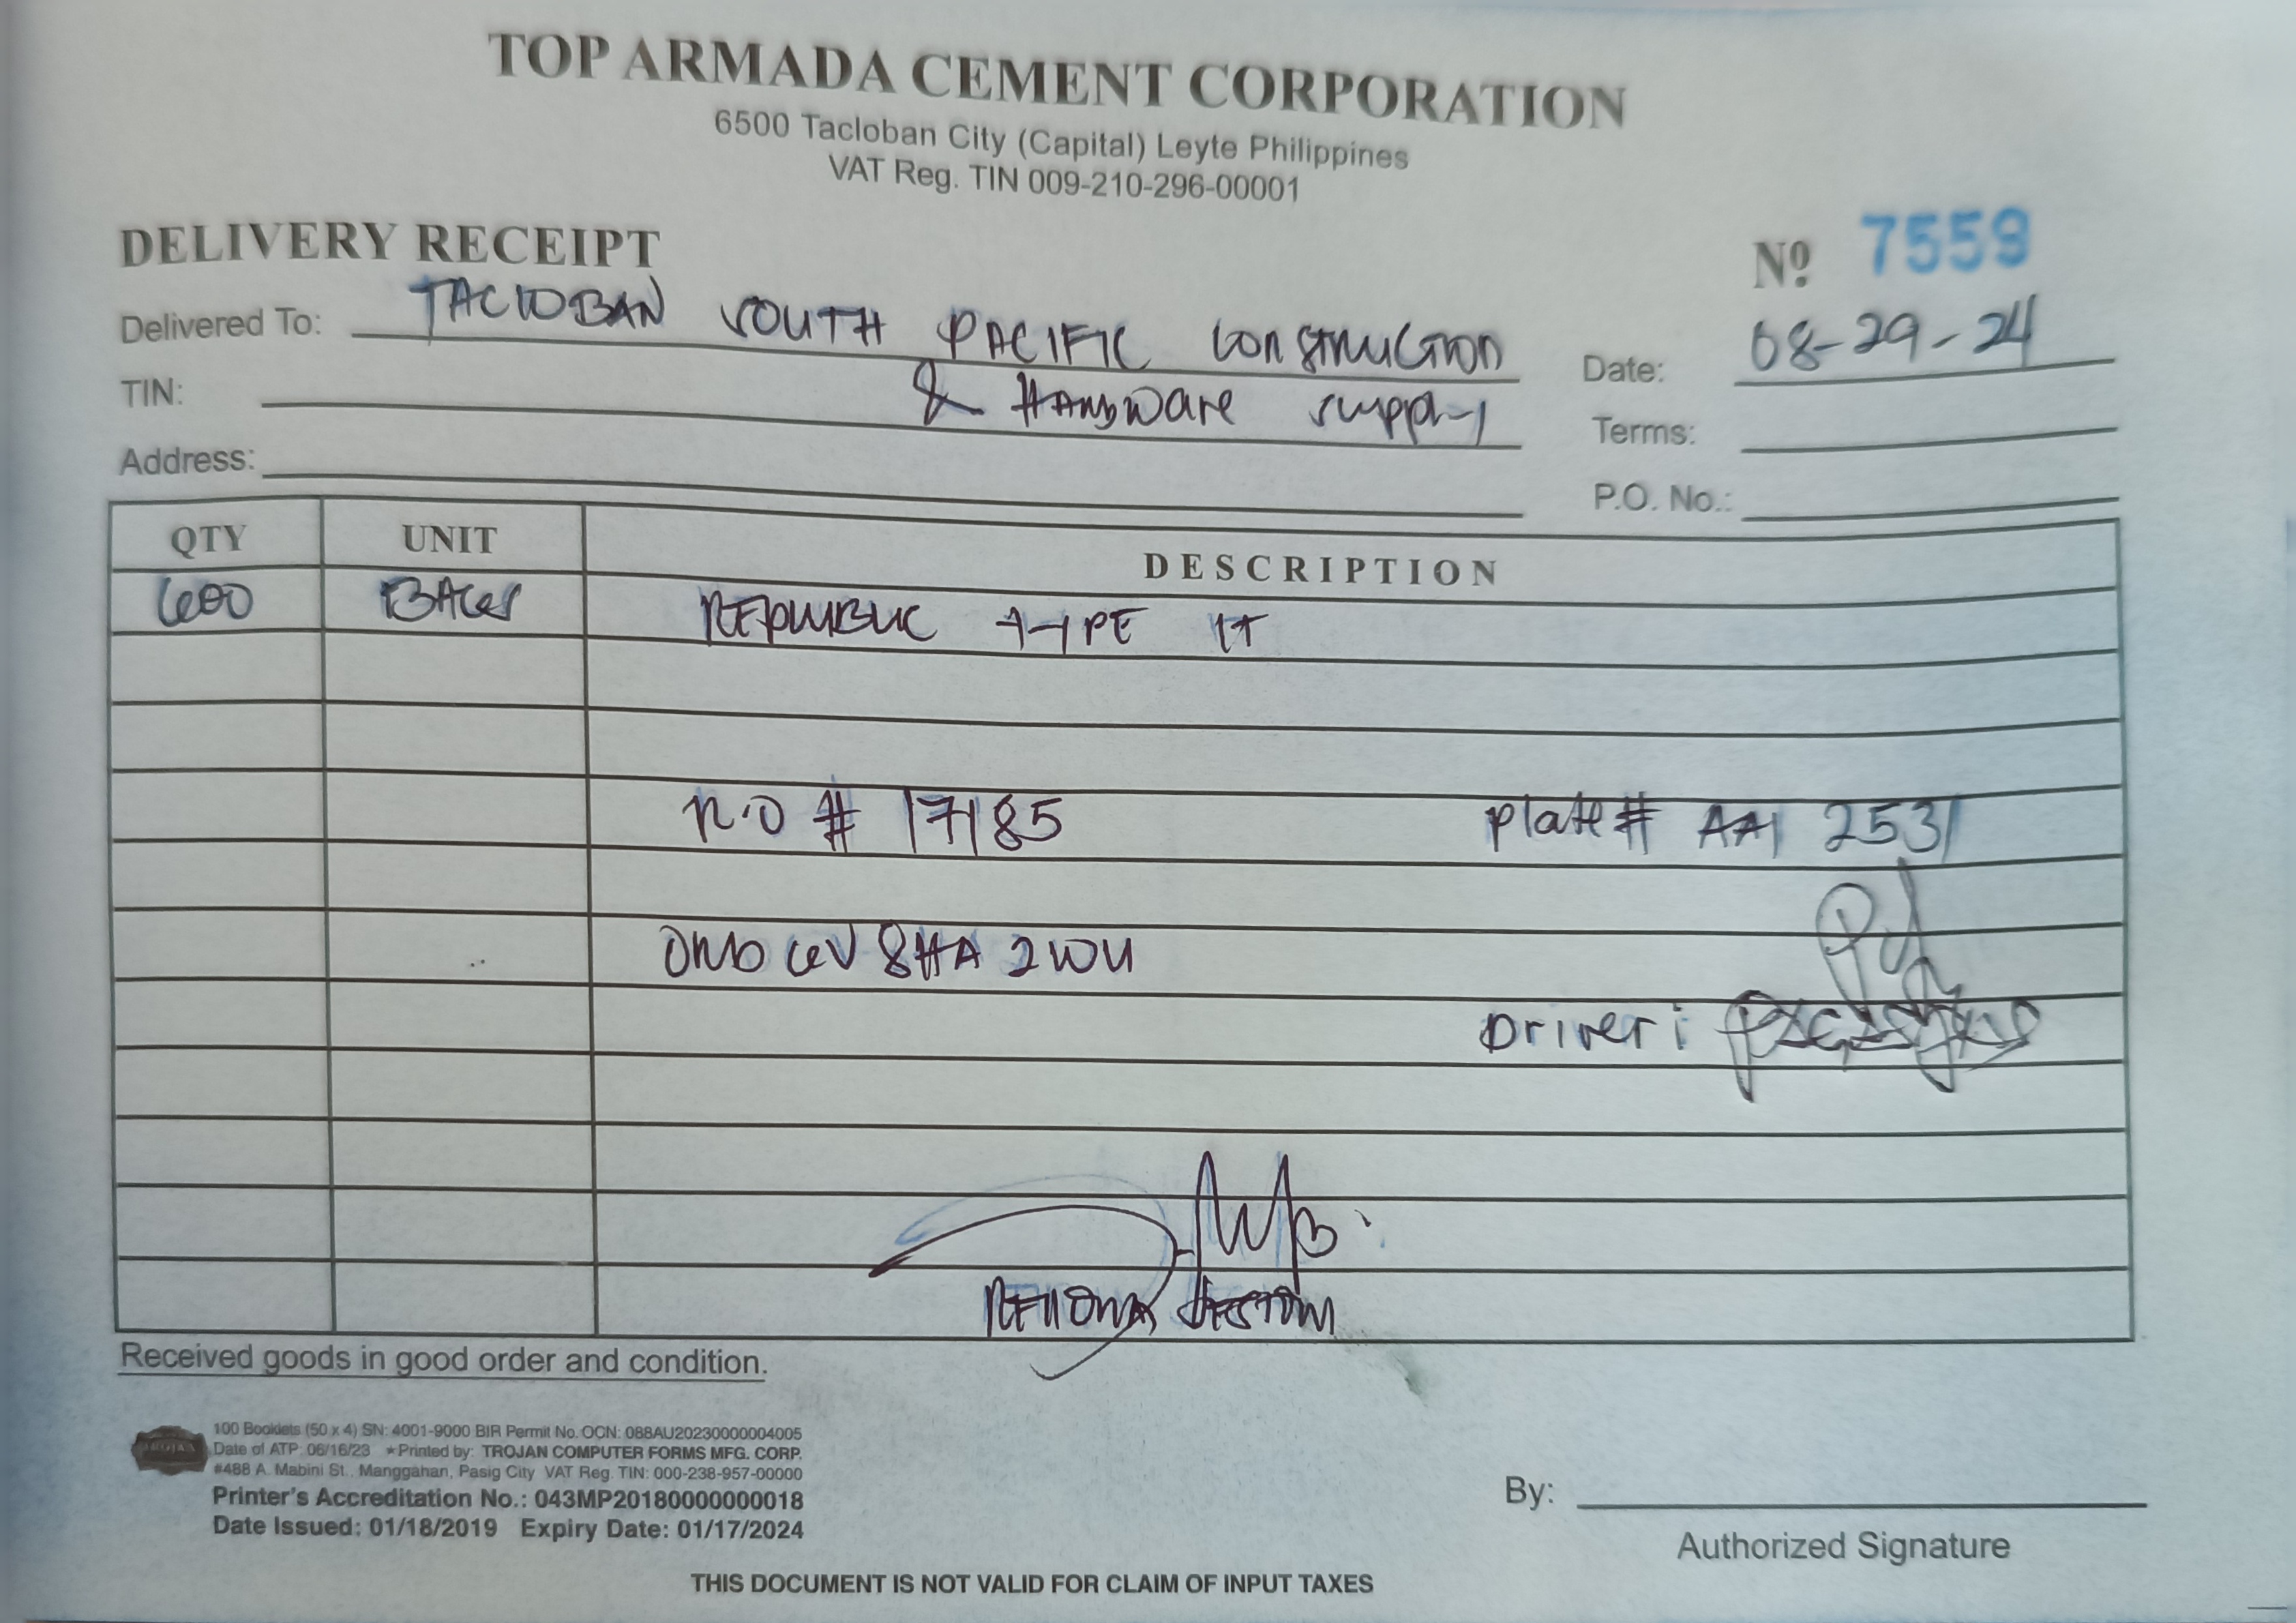 TOP ARMADA CEMENT CORPORATION
6500 Tacloban City (Capital) Leyte Philippines
VAT Reg. TIN 009-210-296-00001
DELIVERY RECEIPT
Nº 7559
Delivered To: TACLOBAN SOUTH PACIFIC CONSTRUCTION
Date: 08-29-24
TIN: & HARDWARE SUPPLY
Terms:
Address:
P.O. No.:
QTY UNIT DESCRIPTION
600 BAGS REPUBLIC TYPE 1T
R.O # 17185 Plate# AAI 2531
8HA 2WU
Driver:
Received goods in good order and condition.
100 Booklets (50 x 4) SN: 4001-9000 BIR Permit No. OCN: 088AU20230000004005
Date of ATP: 06/16/23 ★Printed by: TROJAN COMPUTER FORMS MFG. CORP.
#488 A. Mabini St., Manggahan, Pasig City VAT Reg. TIN: 000-238-957-00000
Printer's Accreditation No.: 043MP20180000000018
Date Issued: 01/18/2019 Expiry Date: 01/17/2024
By:
Authorized Signature
THIS DOCUMENT IS NOT VALID FOR CLAIM OF INPUT TAXES